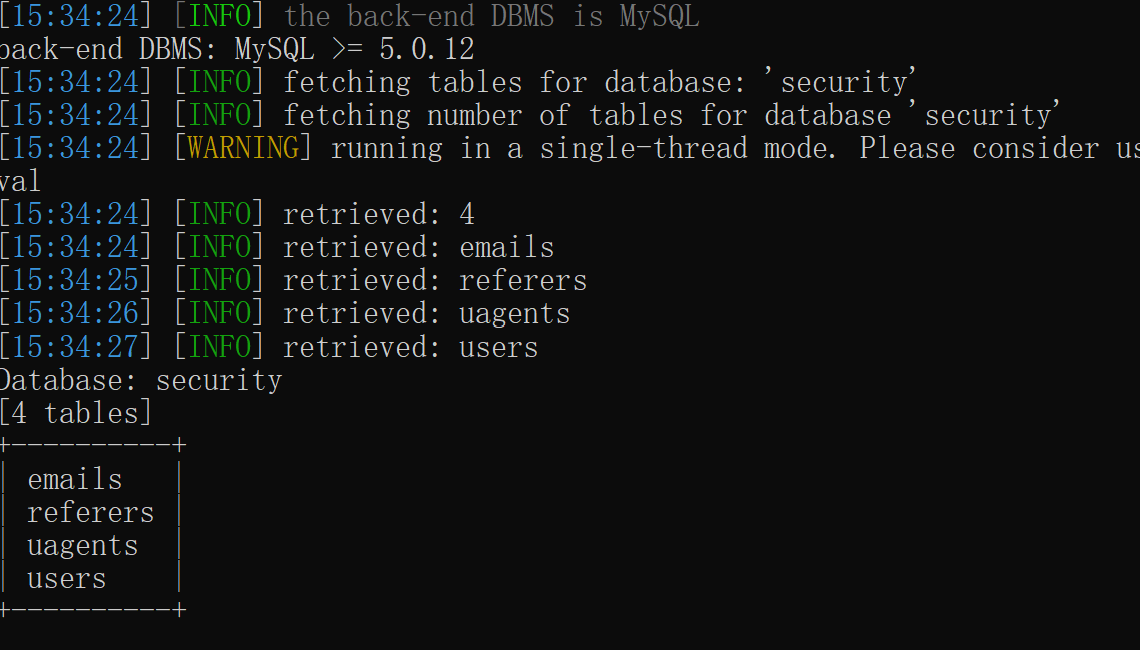 [15:34:24] [INFO] the back-end DBMS is MySQL
back-end DBMS: MySQL >= 5.0.12
[15:34:24] [INFO] fetching tables for database: 'security'
[15:34:24] [INFO] fetching number of tables for database 'security'
[15:34:24] [WARNING] running in a single-thread mode. Please consider us
val
[15:34:24] [INFO] retrieved: 4
[15:34:24] [INFO] retrieved: emails
[15:34:25] [INFO] retrieved: referers
[15:34:26] [INFO] retrieved: uagents
[15:34:27] [INFO] retrieved: users
Database: security
[4 tables]
+----------+
| emails   |
| referers |
| uagents  |
| users    |
+----------+